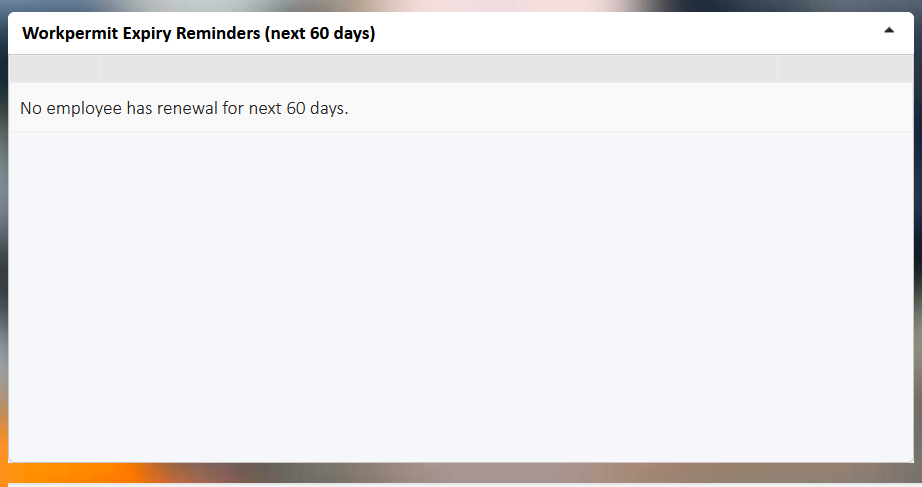 Workpermit Expiry Reminders (next 60 days)
No employee has renewal for next 60 days.